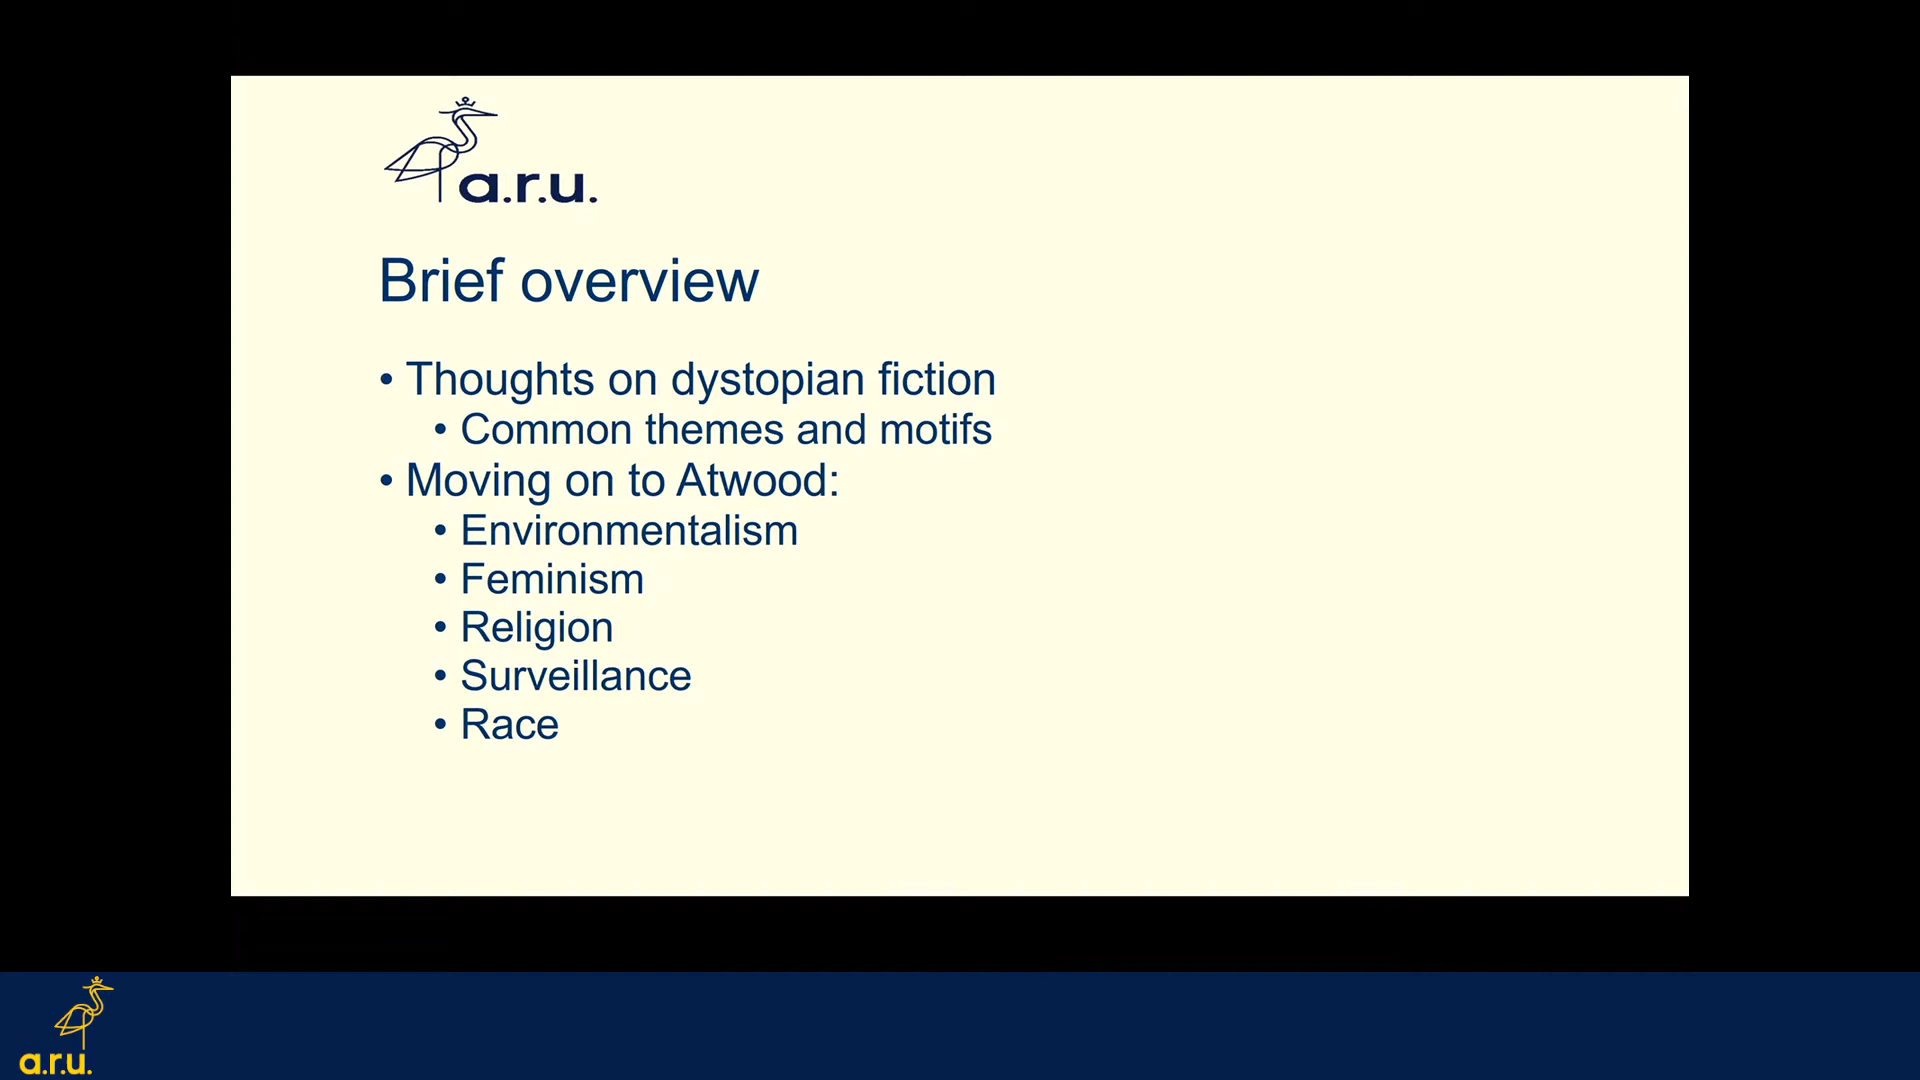 a.r.u.
Brief overview
• Thoughts on dystopian fiction
• Common themes and motifs
• Moving on to Atwood:
• Environmentalism
• Feminism
• Religion
• Surveillance
• Race
a.r.u.